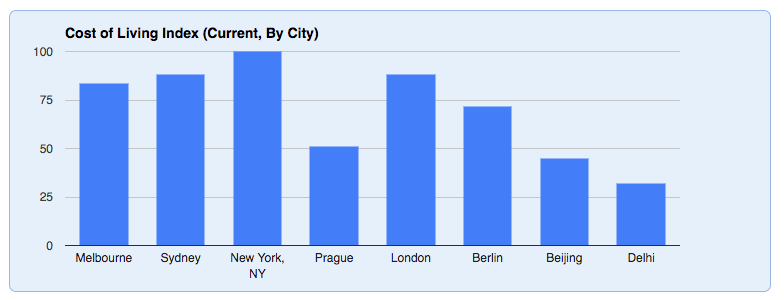 Cost of Living Index (Current, By City)
100
75
50
25
0
Melbourne
Sydney
New York,
NY
Prague
London
Berlin
Beijing
Delhi